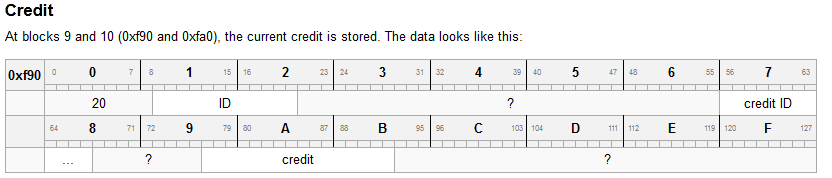 Credit
At blocks 9 and 10 (0xf90 and 0xfa0), the current credit is stored. The data looks like this:
0xf90 0 0 7 8 1 15 16 2 23 24 3 31 32 4 39 40 5 47 48 6 55 56 7 63
20 ID ? credit ID
64 8 71 72 9 79 80 A 87 88 B 95 96 C 103 104 D 111 112 E 119 120 F 127
... ? credit ?